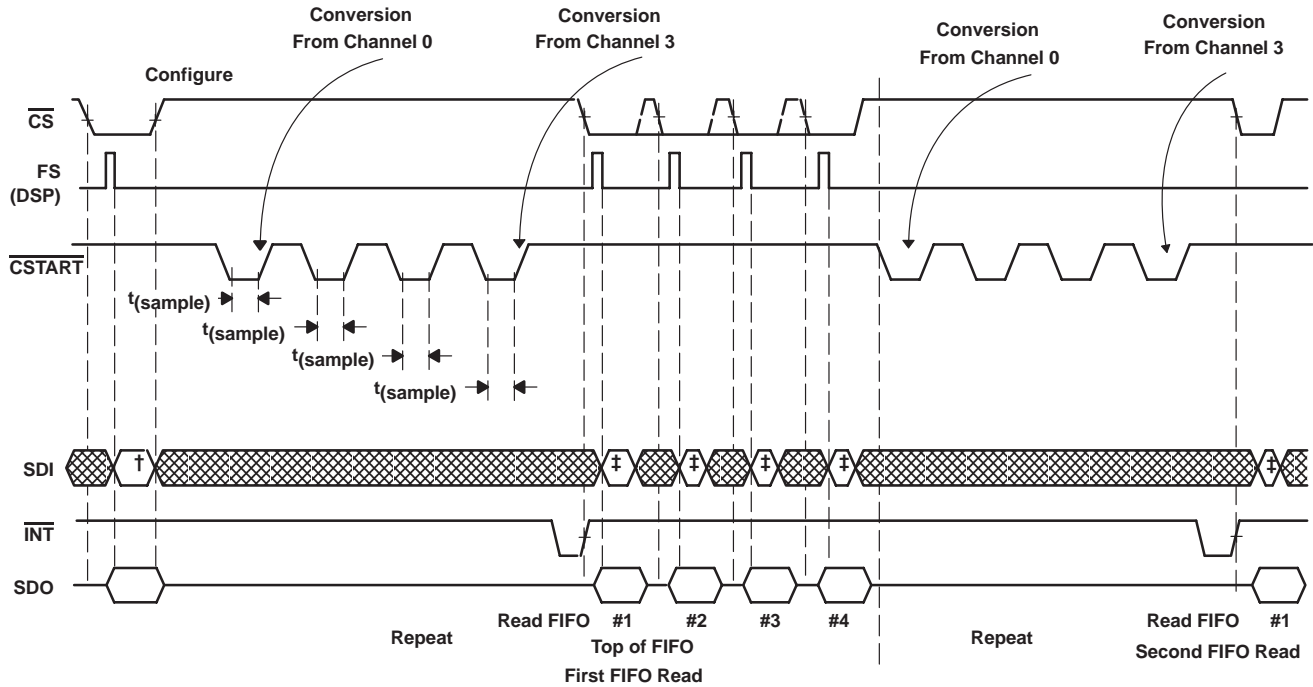 Conversion
From Channel 0
Conversion
From Channel 3
Conversion
From Channel 0
Conversion
From Channel 3
Configure
CS
FS
(DSP)
CSTART
t(sample)
t(sample)
t(sample)
t(sample)
SDI
†
‡
‡
‡
‡
‡
INT
SDO
Repeat
Read FIFO
#1
#2
#3
#4
Top of FIFO
First FIFO Read
Repeat
Read FIFO
#1
Second FIFO Read